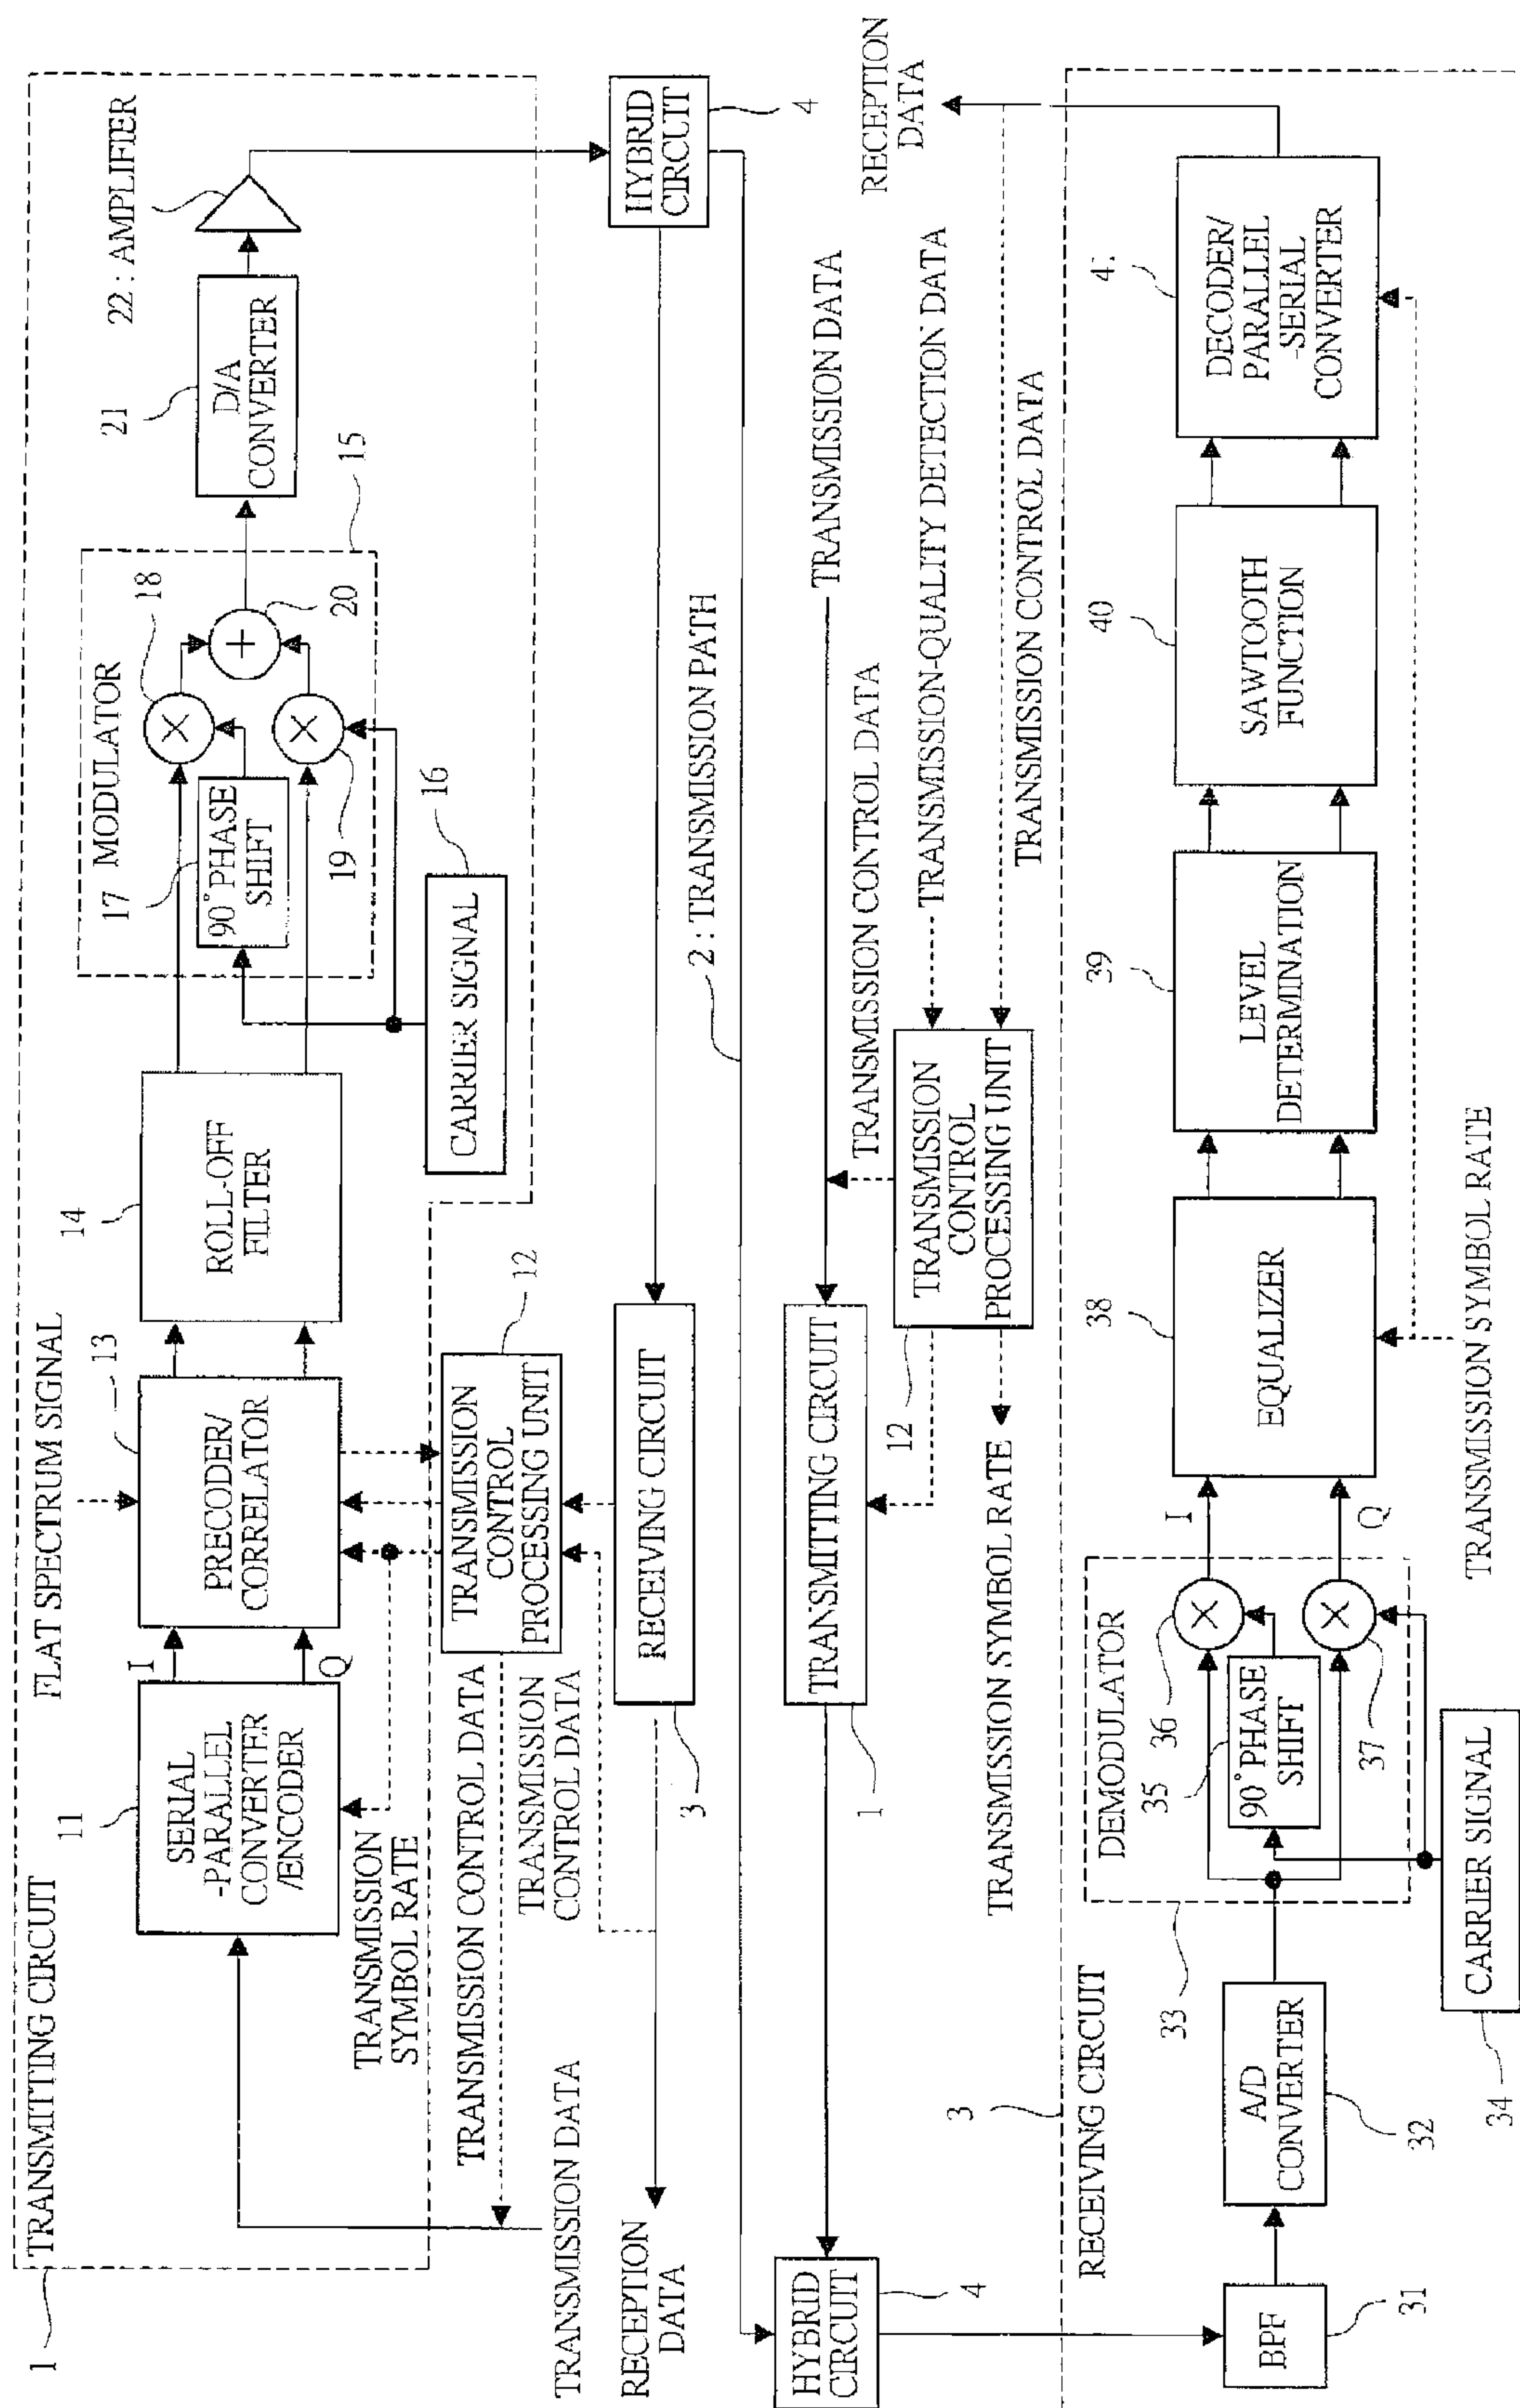 1
TRANSMITTING CIRCUIT
FLAT SPECTRUM SIGNAL
11
SERIAL
-PARALLEL
CONVERTER
/ENCODER
I
Q
13
PRECODER/
CORRELATOR
14
ROLL-OFF
FILTER
17
MODULATOR
18
90° PHASE
SHIFT
19
20
15
21
D/A
CONVERTER
22 : AMPLIFIER
TRANSMISSION
SYMBOL RATE
16
CARRIER SIGNAL
TRANSMISSION CONTROL DATA
12
TRANSMISSION
CONTROL
PROCESSING UNIT
TRANSMISSION
CONTROL DATA
TRANSMISSION DATA
RECEPTION
DATA
RECEIVING CIRCUIT
3
HYBRID
CIRCUIT
4
2 : TRANSMISSION PATH
HYBRID
CIRCUIT
4
TRANSMITTING CIRCUIT
1
TRANSMISSION DATA
TRANSMISSION CONTROL DATA
12
TRANSMISSION
CONTROL
PROCESSING UNIT
TRANSMISSION-QUALITY DETECTION DATA
TRANSMISSION CONTROL DATA
TRANSMISSION SYMBOL RATE
RECEPTION
DATA
3
RECEIVING CIRCUIT
BPF
31
A/D
CONVERTER
32
33
DEMODULATOR
35
36
90° PHASE
SHIFT
37
CARRIER SIGNAL
34
I
Q
38
EQUALIZER
39
LEVEL
DETERMINATION
40
SAWTOOTH
FUNCTION
DECODER/
PARALLEL
-SERIAL
CONVERTER
TRANSMISSION SYMBOL RATE